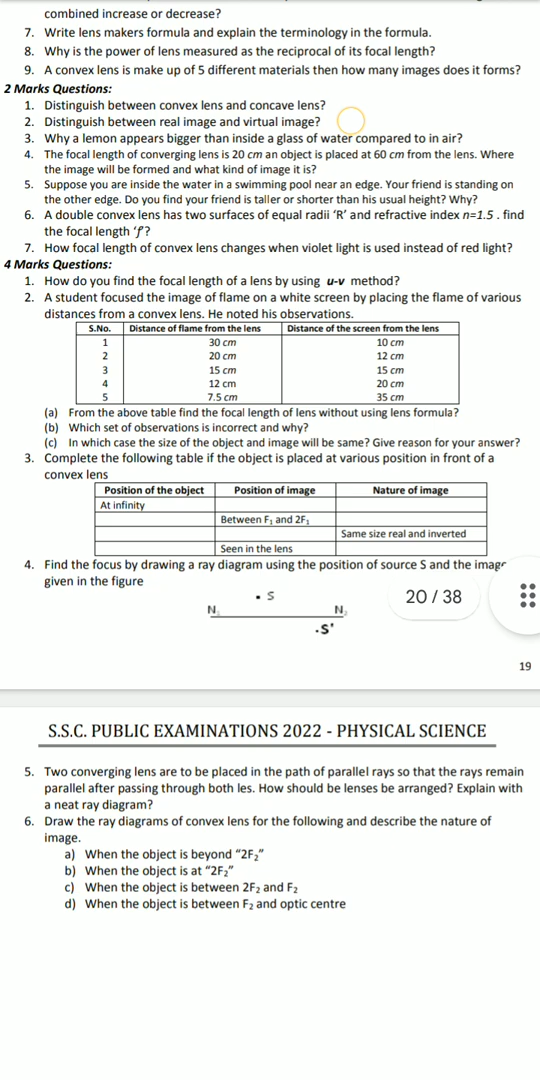 combined increase or decrease?
7. Write lens makers formula and explain the terminology in the formula.
8. Why is the power of lens measured as the reciprocal of its focal length?
9. A convex lens is make up of 5 different materials then how many images does it forms?
2 Marks Questions:
1. Distinguish between convex lens and concave lens?
2. Distinguish between real image and virtual image?
3. Why a lemon appears bigger than inside a glass of water compared to in air?
4. The focal length of converging lens is 20 cm an object is placed at 60 cm from the lens. Where
the image will be formed and what kind of image it is?
5. Suppose you are inside the water in a swimming pool near an edge. Your friend is standing on
the other edge. Do you find your friend is taller or shorter than his usual height? Why?
6. A double convex lens has two surfaces of equal radii ‘R’ and refractive index n=1.5 . find
the focal length ‘f’?
7. How focal length of convex lens changes when violet light is used instead of red light?
4 Marks Questions:
1. How do you find the focal length of a lens by using u-v method?
2. A student focused the image of flame on a white screen by placing the flame of various
distances from a convex lens. He noted his observations.
S.No. Distance of flame from the lens Distance of the screen from the lens
1 30 cm 10 cm
2 20 cm 12 cm
3 15 cm 15 cm
4 12 cm 20 cm
5 7.5 cm 35 cm
(a) From the above table find the focal length of lens without using lens formula?
(b) Which set of observations is incorrect and why?
(c) In which case the size of the object and image will be same? Give reason for your answer?
3. Complete the following table if the object is placed at various position in front of a
convex lens
Position of the object Position of image Nature of image
At infinity
Between F₁ and 2F₁
Same size real and inverted
Seen in the lens
4. Find the focus by drawing a ray diagram using the position of source S and the image
given in the figure
S
N₁ N₂
S'
20 / 38
19
S.S.C. PUBLIC EXAMINATIONS 2022 - PHYSICAL SCIENCE
5. Two converging lens are to be placed in the path of parallel rays so that the rays remain
parallel after passing through both les. How should be lenses be arranged? Explain with
a neat ray diagram?
6. Draw the ray diagrams of convex lens for the following and describe the nature of
image.
a) When the object is beyond “2F₂”
b) When the object is at “2F₂”
c) When the object is between 2F₂ and F₂
d) When the object is between F₂ and optic centre